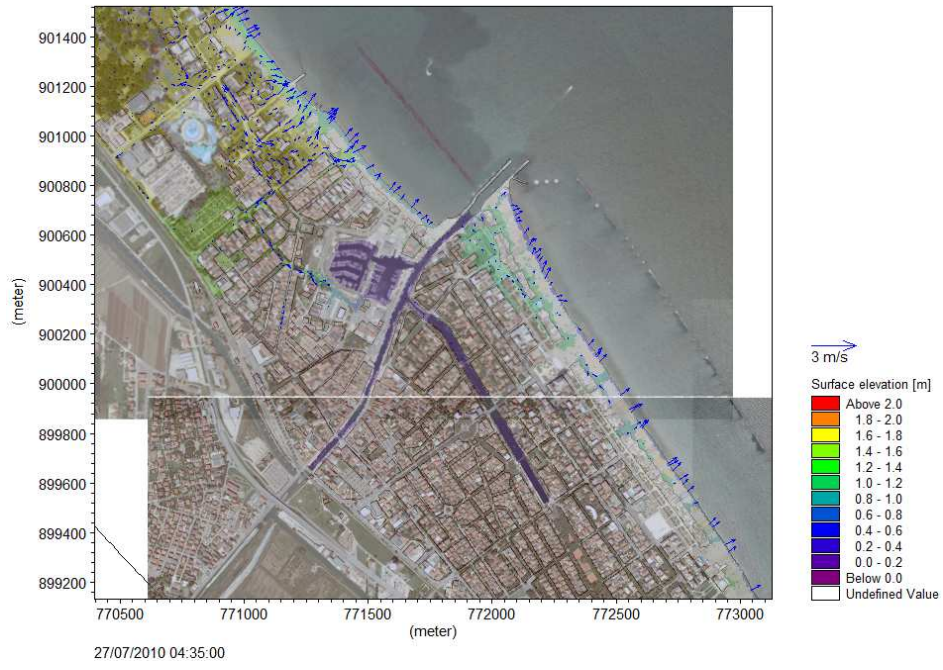 901400
901200
901000
900800
900600
900400
900200
900000
899800
899600
899400
899200
(meter)
770500 771000 771500 772000 772500 773000
(meter)
27/07/2010 04:35:00
3 m/s
Surface elevation [m]
Above 2.0
1.8 - 2.0
1.6 - 1.8
1.4 - 1.6
1.2 - 1.4
1.0 - 1.2
0.8 - 1.0
0.6 - 0.8
0.4 - 0.6
0.2 - 0.4
0.0 - 0.2
Below 0.0
Undefined Value